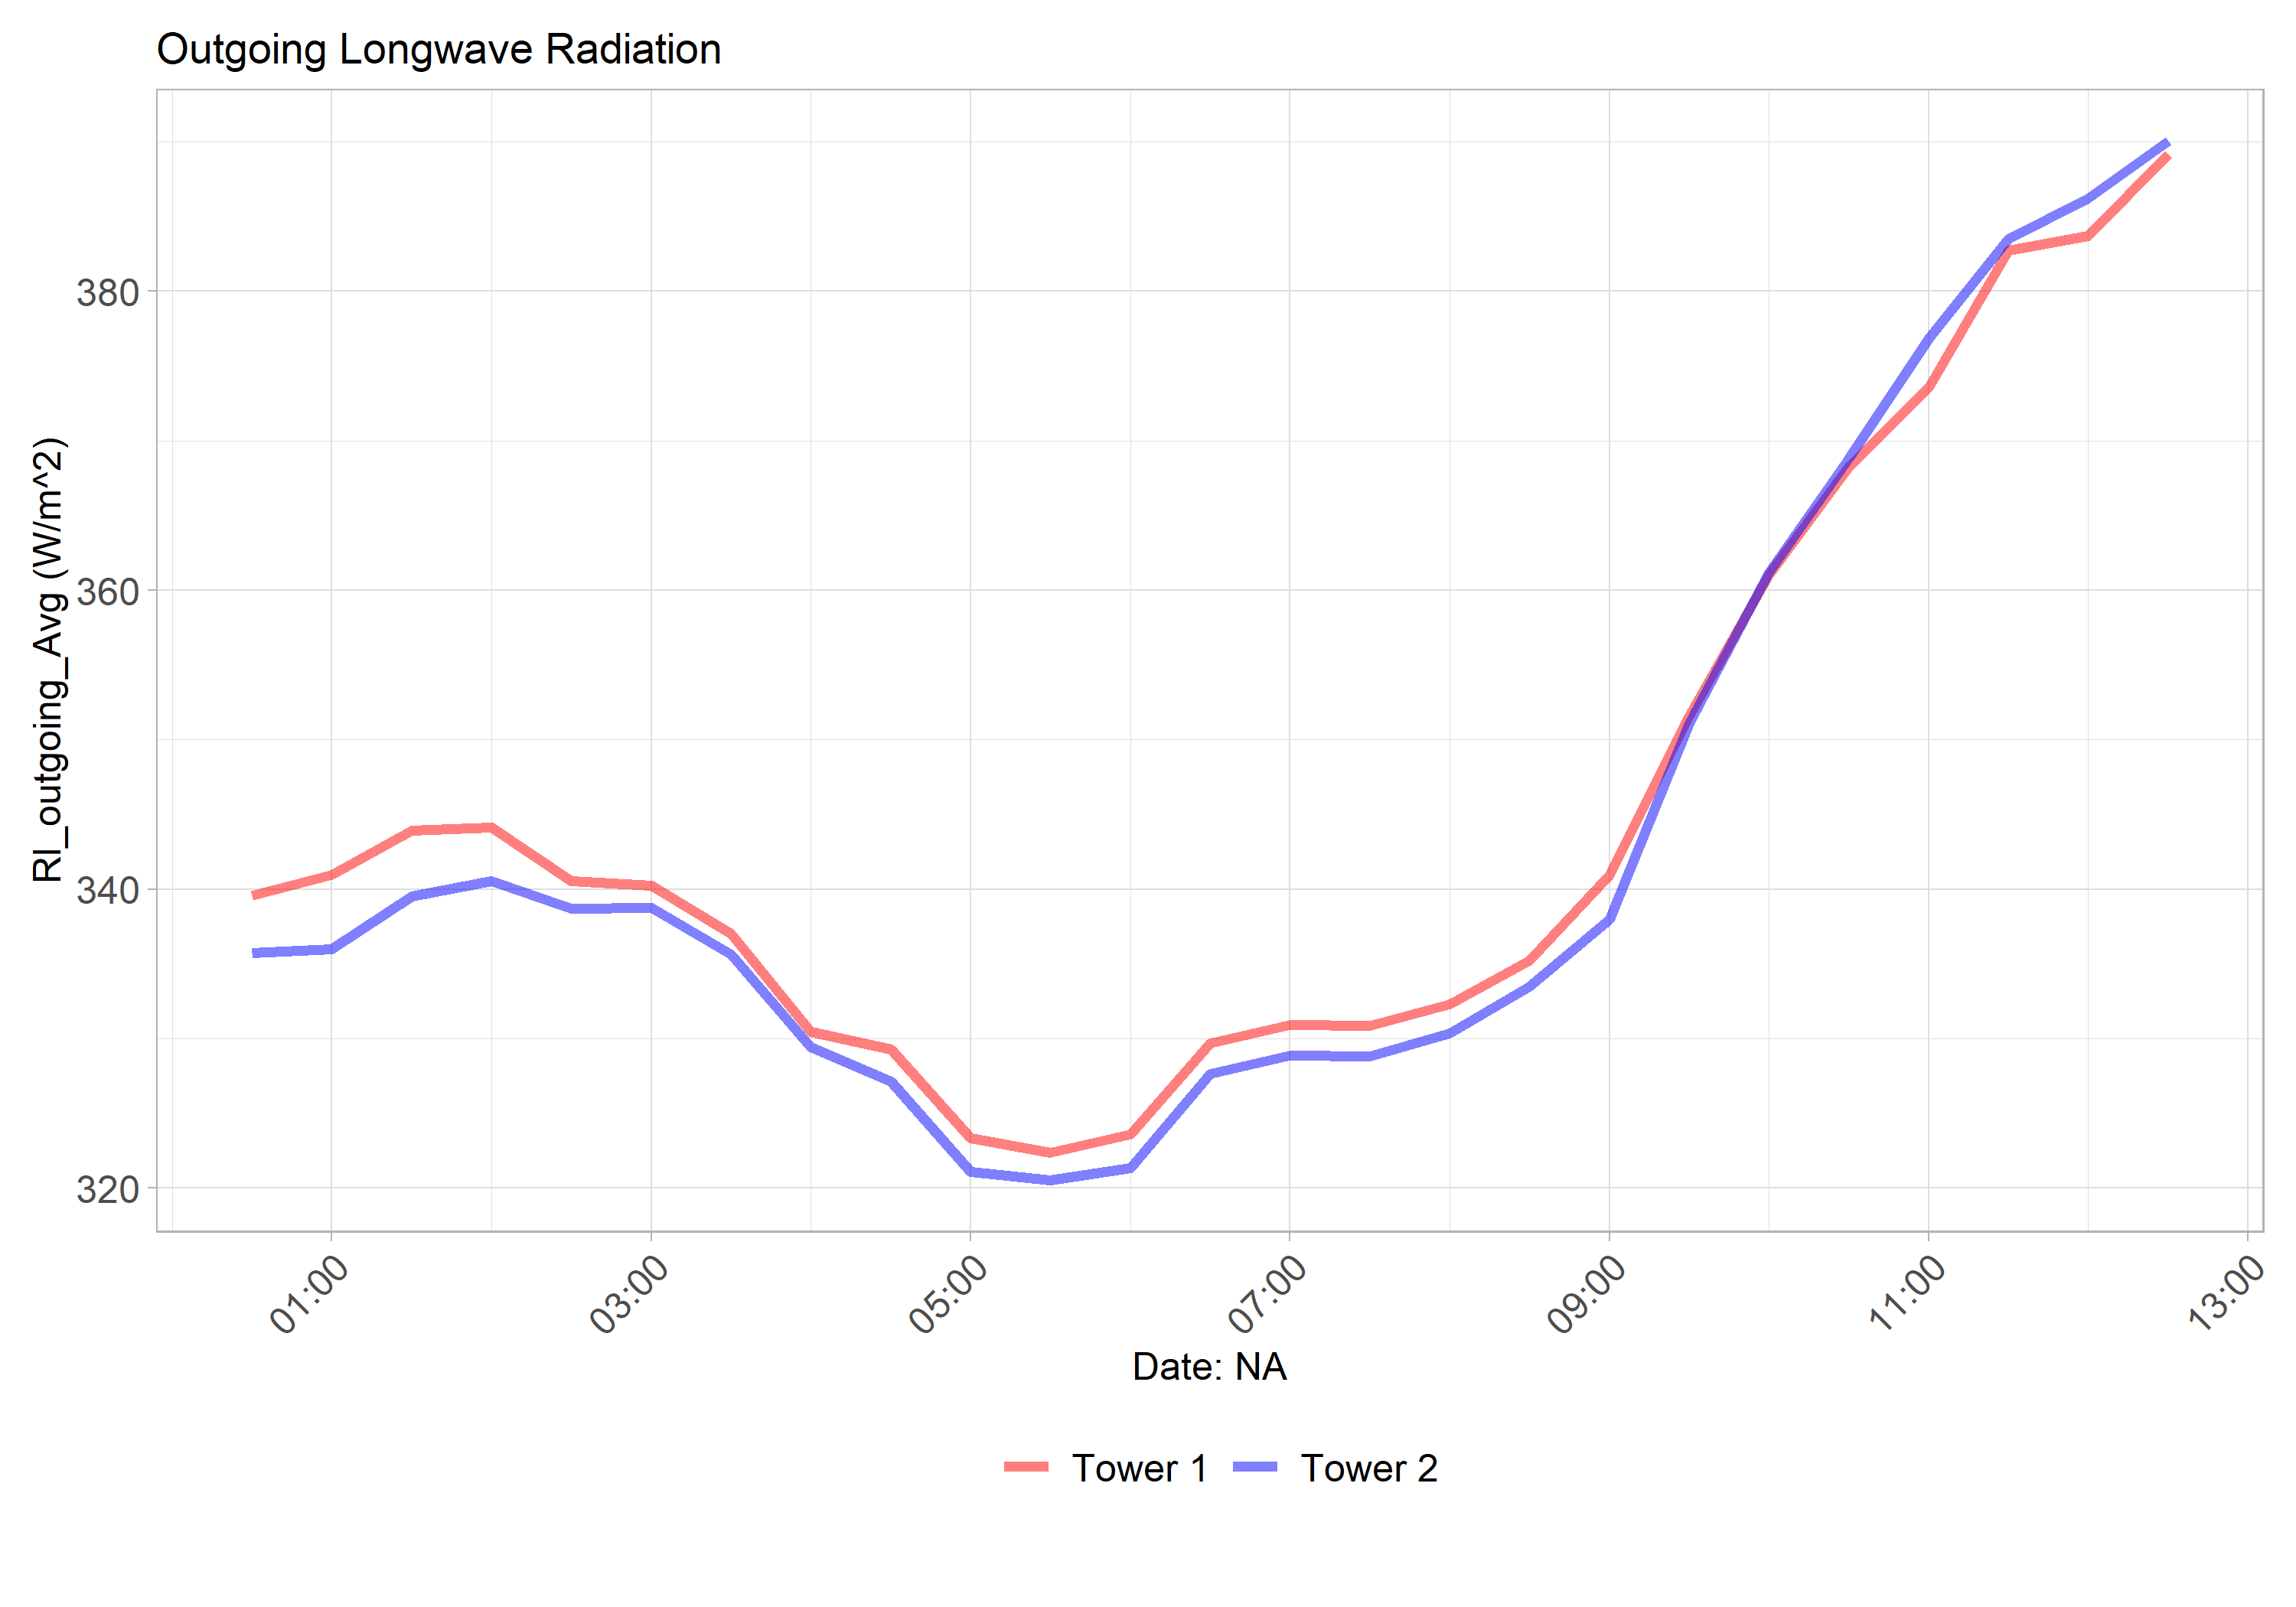 Outgoing Longwave Radiation
Rl_outgoing_Avg (W/m^2)
380
360
340
320
01:00
03:00
05:00
07:00
09:00
11:00
13:00
Date: NA
Tower 1
Tower 2